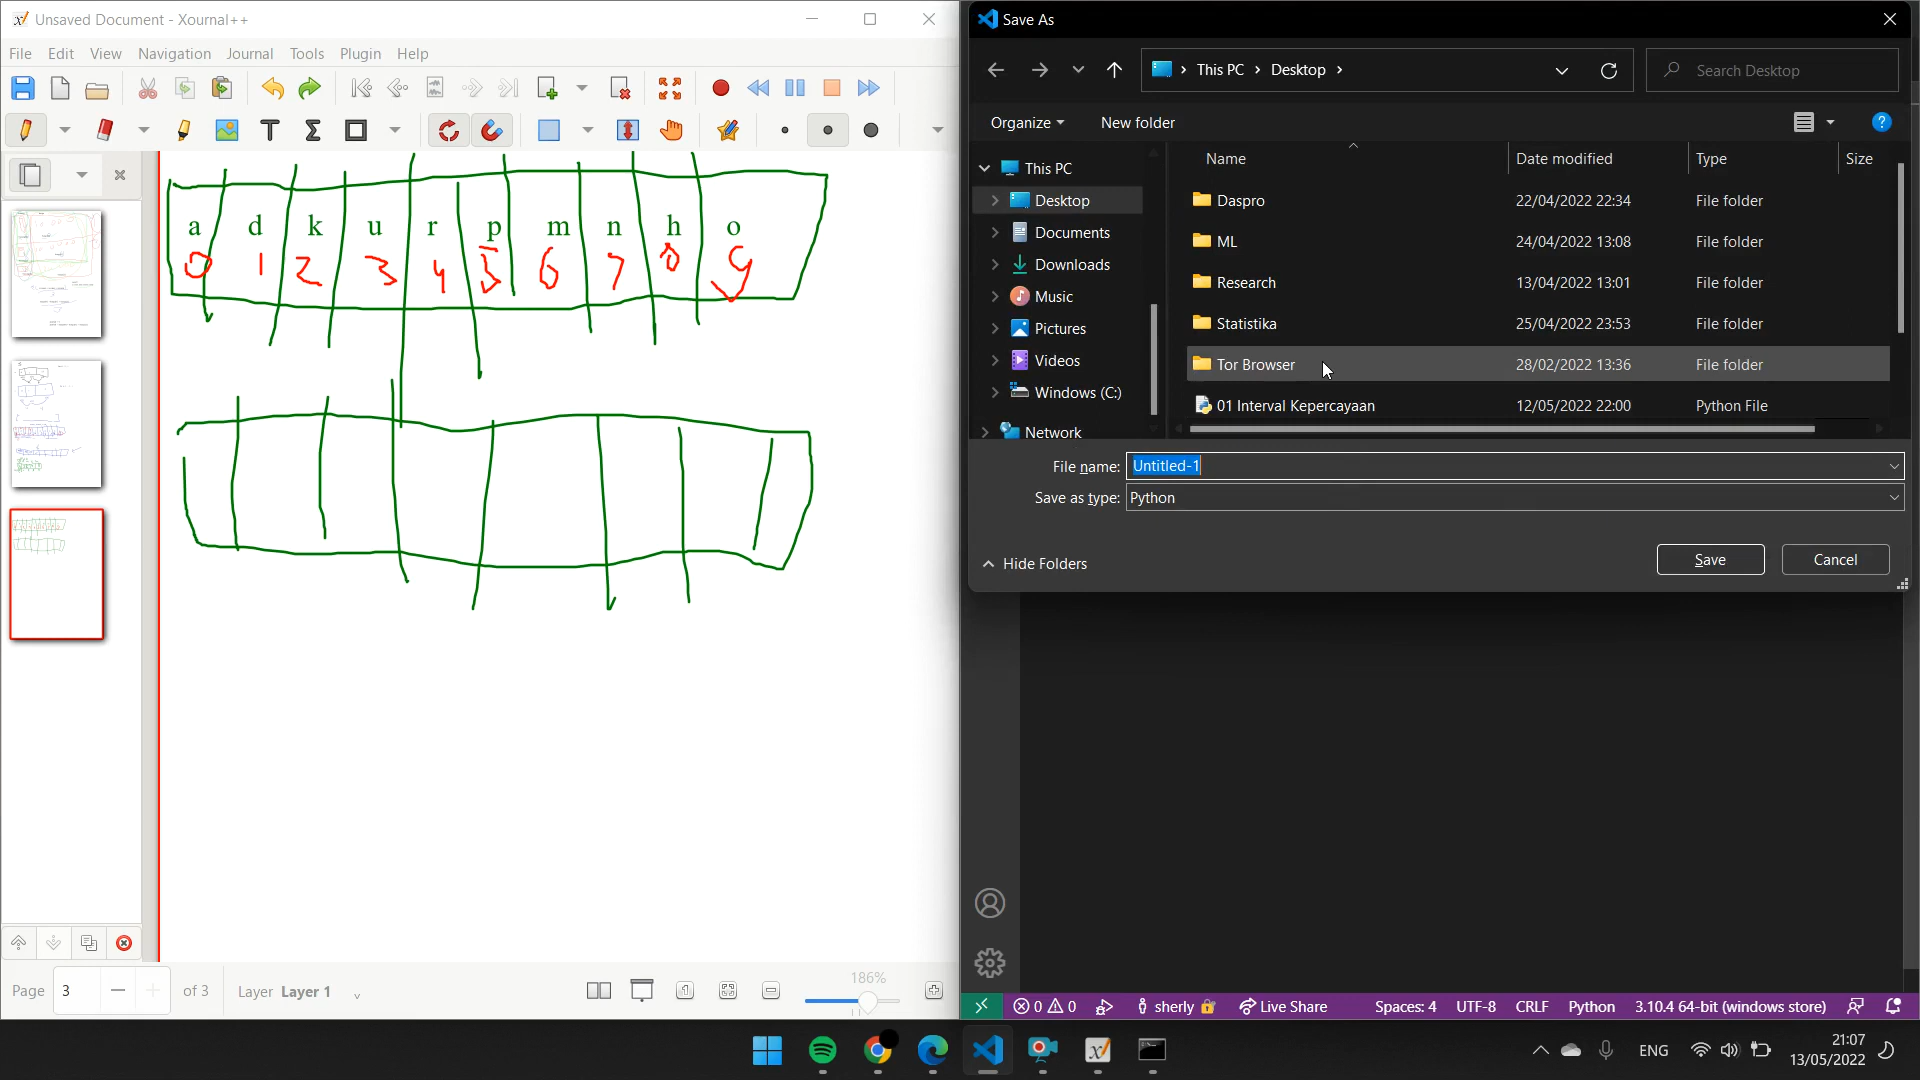 Unsaved Document - Xournal++
File Edit View Navigation Journal Tools Plugin Help
a d k u r p m n h o
0 1 2 3 4 5 6 7 8 9
Page 3 of 3 Layer Layer 1
186%
Save As
This PC › Desktop ›
Search Desktop
Organize
New folder
This PC
Desktop
Documents
Downloads
Music
Pictures
Videos
Windows (C:)
Network
Name Date modified Type Size
Daspro 22/04/2022 22:34 File folder
ML 24/04/2022 13:08 File folder
Research 13/04/2022 13:01 File folder
Statistika 25/04/2022 23:53 File folder
Tor Browser 28/02/2022 13:36 File folder
01 Interval Kepercayaan 12/05/2022 22:00 Python File
File name: Untitled-1
Save as type: Python
Hide Folders
Save
Cancel
0 0 sherly Live Share Spaces: 4 UTF-8 CRLF Python 3.10.4 64-bit (windows store)
ENG
21:07
13/05/2022